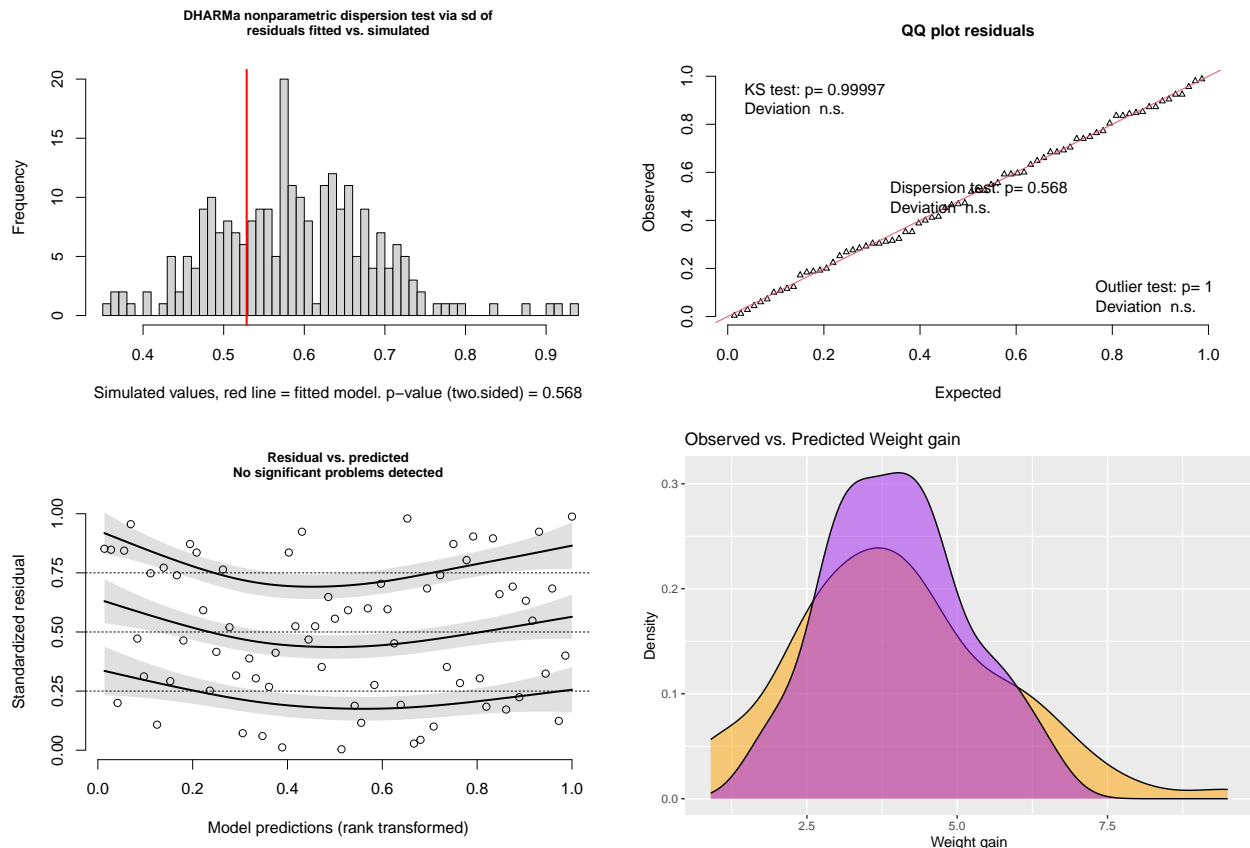 DHARMa nonparametric dispersion test via sd of
residuals fitted vs. simulated
Frequency
20
15
10
5
0
0.4 0.5 0.6 0.7 0.8 0.9
Simulated values, red line = fitted model. p−value (two.sided) = 0.568
QQ plot residuals
Observed
1.0
0.8
0.6
0.4
0.2
0.0
KS test: p= 0.99997
Deviation n.s.
Dispersion test: p= 0.568
Deviation n.s.
Outlier test: p= 1
Deviation n.s.
0.0 0.2 0.4 0.6 0.8 1.0
Expected
Residual vs. predicted
No significant problems detected
Standardized residual
1.00
0.75
0.50
0.25
0.00
0.0 0.2 0.4 0.6 0.8 1.0
Model predictions (rank transformed)
Observed vs. Predicted Weight gain
Density
0.3
0.2
0.1
0.0
2.5 5.0 7.5
Weight gain